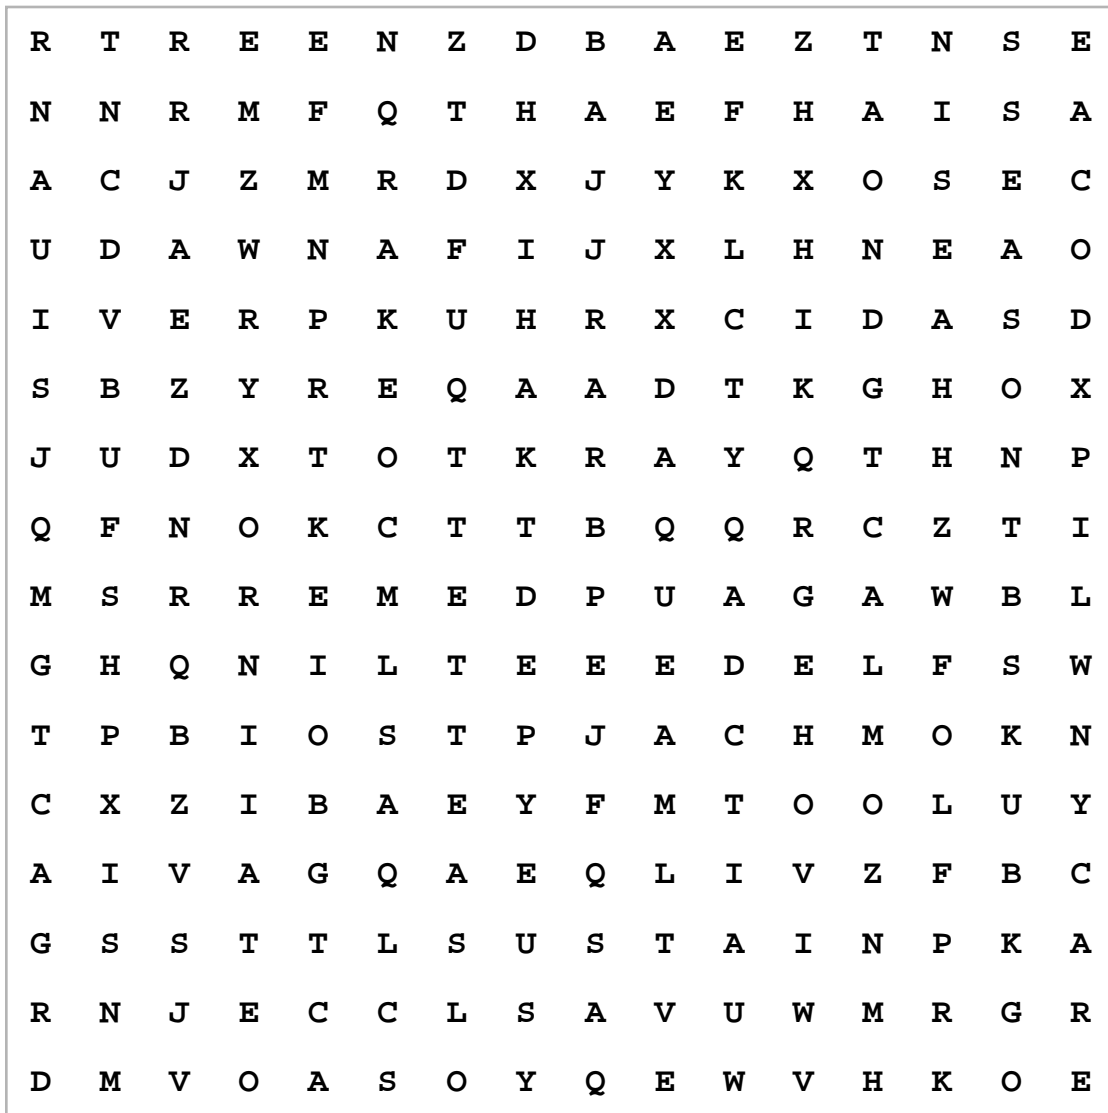 R T R E E N Z D B A E Z T N S E
N N R M F Q T H A E F H A I S A
A C J Z M R D X J Y K X O S E C
U D A W N A F I J X L H N E A O
I V E R P K U H R X C I D A S D
S B Z Y R E Q A A D T K G H O X
J U D X T O T K R A Y Q T H N P
Q F N O K C T T B Q Q R C Z T I
M S R R E M E D P U A G A W B L
G H Q N I L T E E E D E L F S W
T P B I O S T P J A C H M O K N
C X Z I B A E Y F M T O O L U Y
A I V A G Q A E Q L I V Z F B C
G S S T T L S U S T A I N P K A
R N J E C C L S A V U W M R G R
D M V O A S O Y Q E W V H K O E